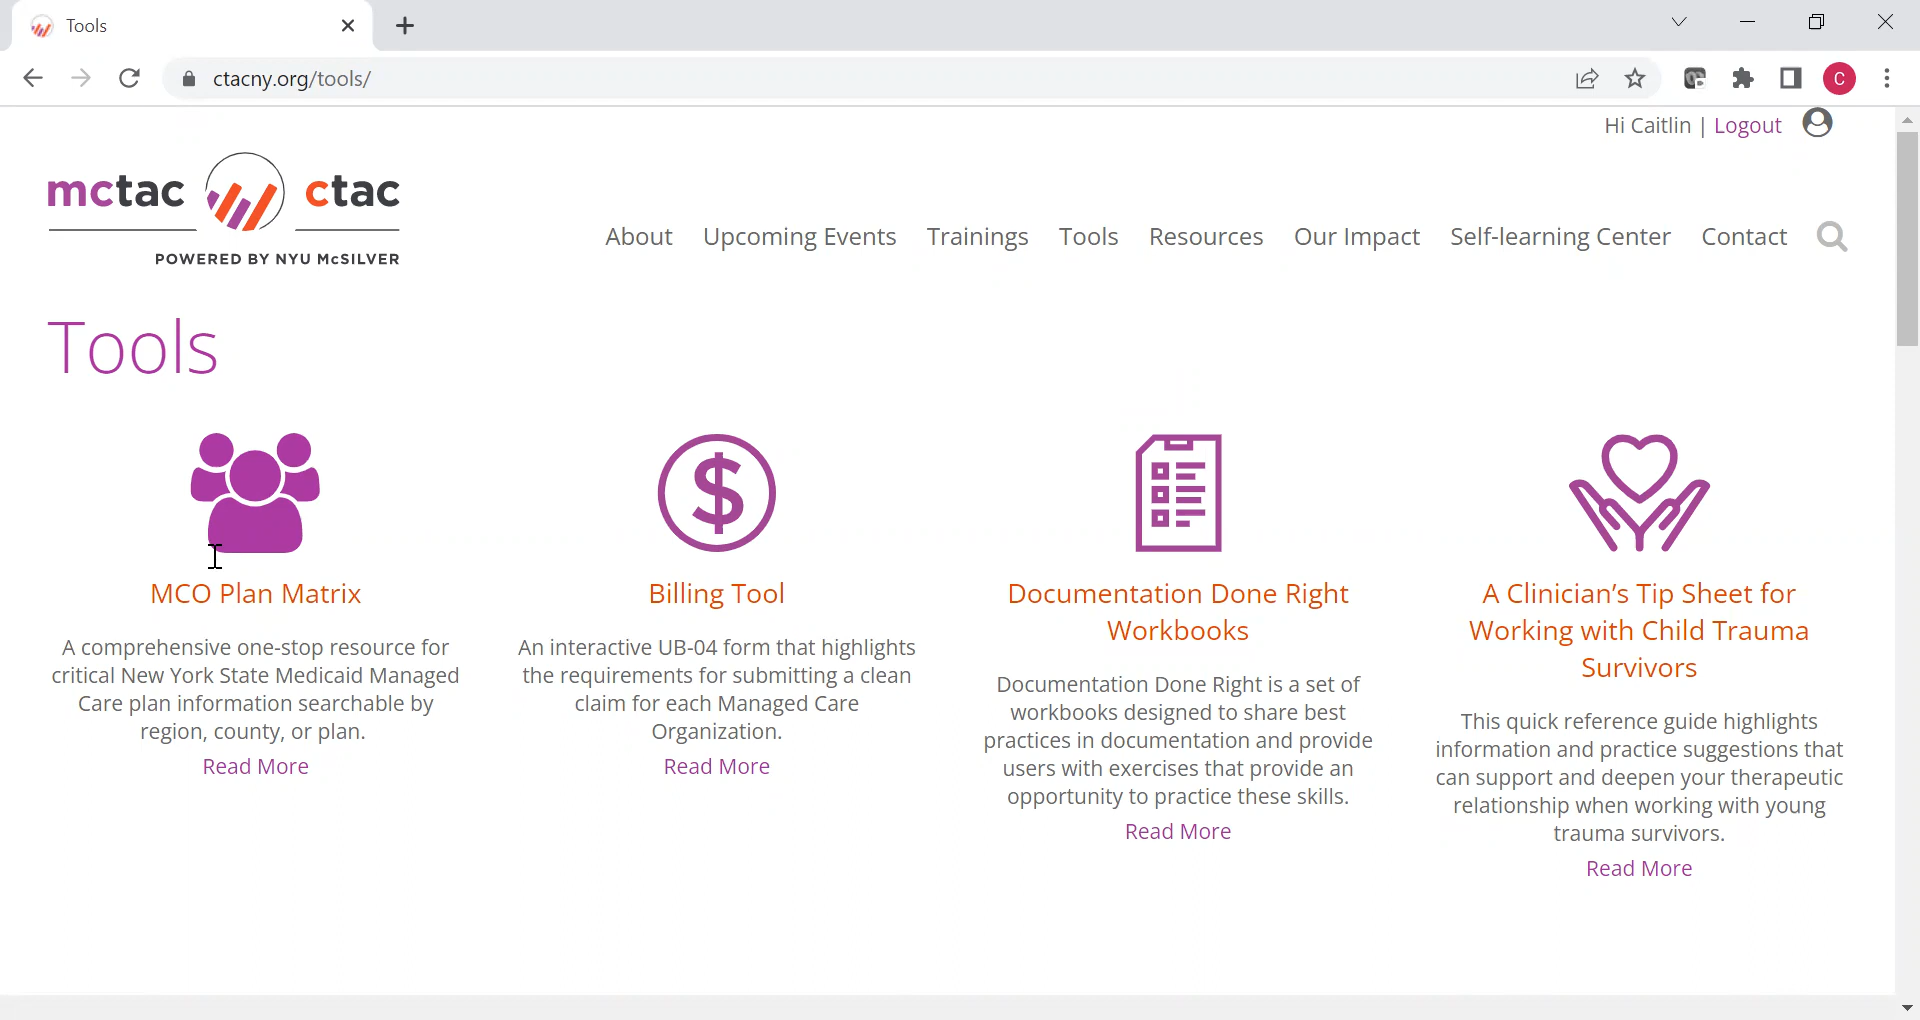 Tools
ctacny.org/tools/
C
Hi Caitlin | Logout
mctac ctac
POWERED BY NYU McSILVER
About Upcoming Events Trainings Tools Resources Our Impact Self-learning Center Contact
Tools
$
MCO Plan Matrix
A comprehensive one-stop resource for
critical New York State Medicaid Managed
Care plan information searchable by
region, county, or plan.
Read More
Billing Tool
An interactive UB-04 form that highlights
the requirements for submitting a clean
claim for each Managed Care
Organization.
Read More
Documentation Done Right
Workbooks
Documentation Done Right is a set of
workbooks designed to share best
practices in documentation and provide
users with exercises that provide an
opportunity to practice these skills.
Read More
A Clinician’s Tip Sheet for
Working with Child Trauma
Survivors
This quick reference guide highlights
information and practice suggestions that
can support and deepen your therapeutic
relationship when working with young
trauma survivors.
Read More